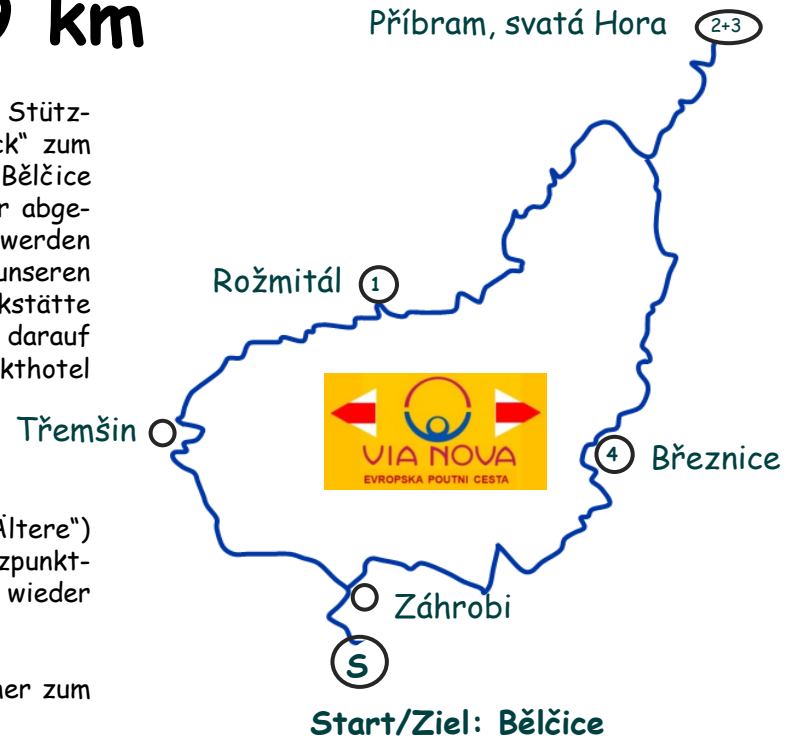 km
Příbram, svatá Hora
2+3
Stütz-
ck“ zum
Bělčice
r abge-
werden
unseren
kstätte
darauf
kthotel
Rožmitál
1
Třemšin
VIA NOVA
EVROPSKA POUTNI CESTA
4
Březnice
Ältere“)
zpunkt-
wieder
Záhrobi
S
ner zum
Start/Ziel: Bělčice